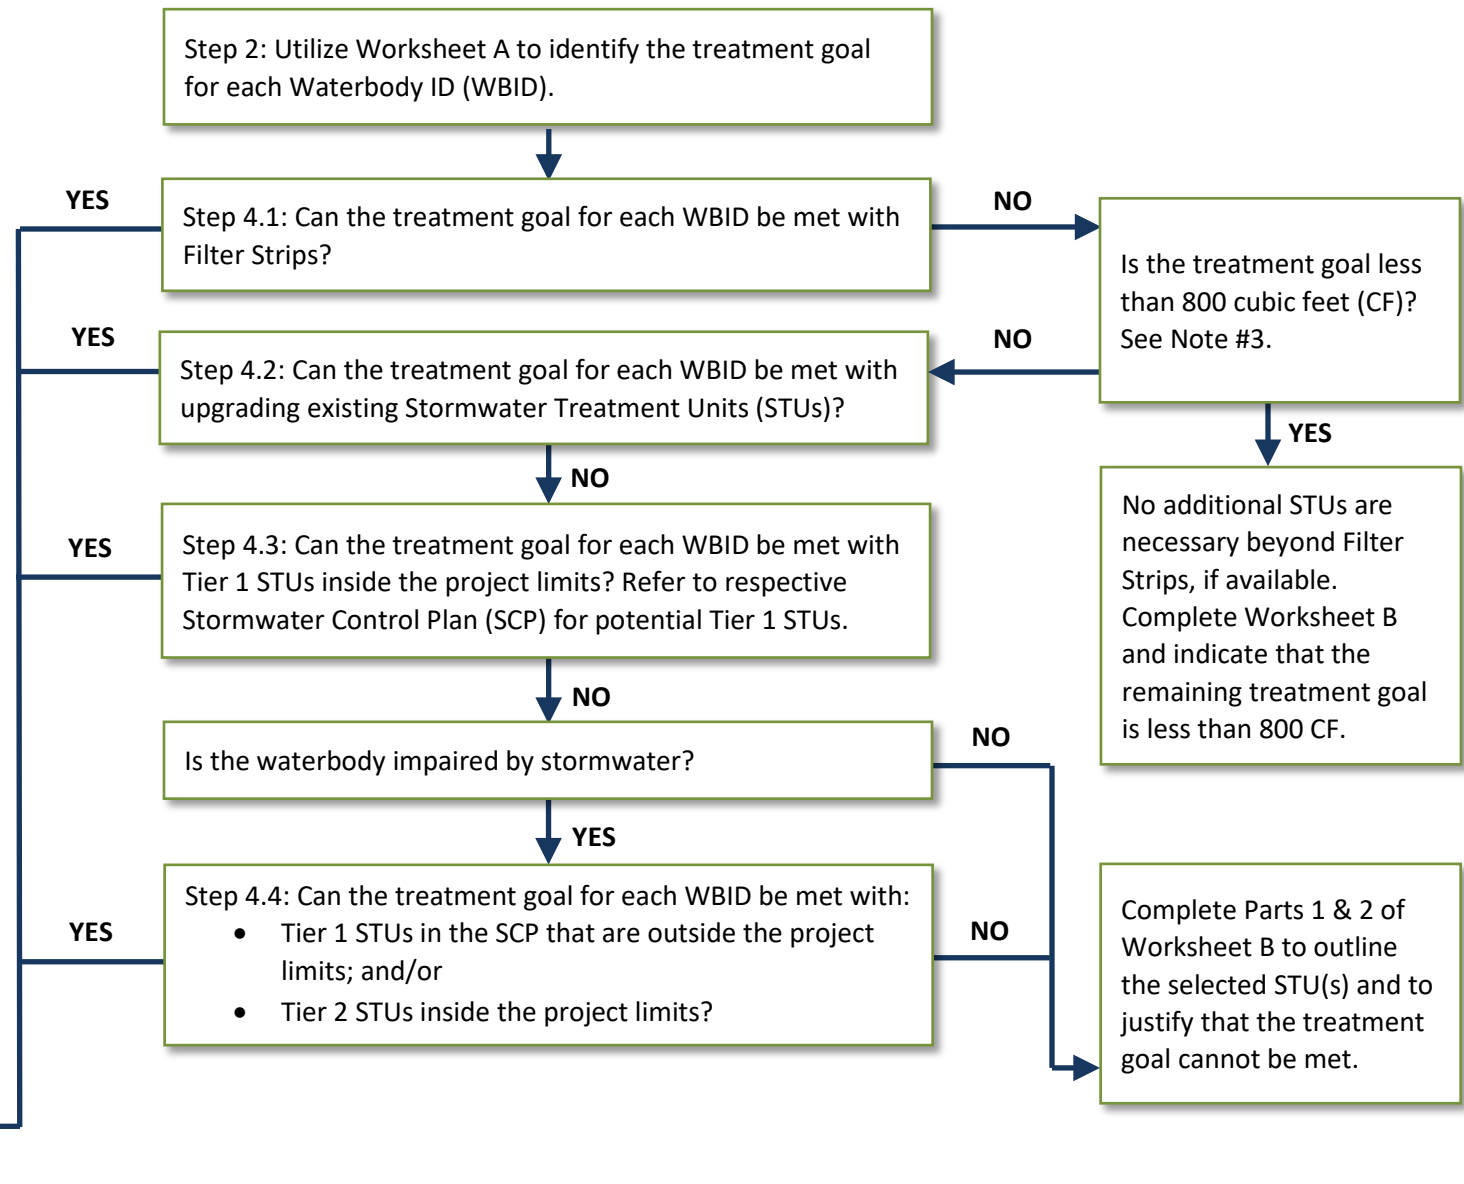 Step 2: Utilize Worksheet A to identify the treatment goal
for each Waterbody ID (WBID).
YES
Step 4.1: Can the treatment goal for each WBID be met with
Filter Strips?
NO
Is the treatment goal less
than 800 cubic feet (CF)?
See Note #3.
YES
Step 4.2: Can the treatment goal for each WBID be met with
upgrading existing Stormwater Treatment Units (STUs)?
NO
YES
No additional STUs are
necessary beyond Filter
Strips, if available.
Complete Worksheet B
and indicate that the
remaining treatment goal
is less than 800 CF.
NO
YES
Step 4.3: Can the treatment goal for each WBID be met with
Tier 1 STUs inside the project limits? Refer to respective
Stormwater Control Plan (SCP) for potential Tier 1 STUs.
NO
Is the waterbody impaired by stormwater?
NO
YES
YES
Step 4.4: Can the treatment goal for each WBID be met with:
• Tier 1 STUs in the SCP that are outside the project
limits; and/or
• Tier 2 STUs inside the project limits?
NO
Complete Parts 1 & 2 of
Worksheet B to outline
the selected STU(s) and to
justify that the treatment
goal cannot be met.